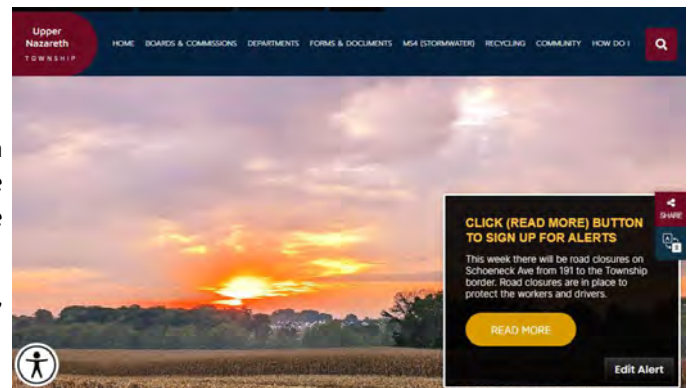 Upper
Nazareth
TOWNSHIP
HOME BOARDS & COMMISSIONS DEPARTMENTS FORMS & DOCUMENTS MS4 (STORMWATER) RECYCLING COMMUNITY HOW DO I
SHARE
CLICK (READ MORE) BUTTON
TO SIGN UP FOR ALERTS
This week there will be road closures on
Schoeneck Ave from 191 to the Township
border. Road closures are in place to
protect the workers and drivers.
READ MORE
Edit Alert